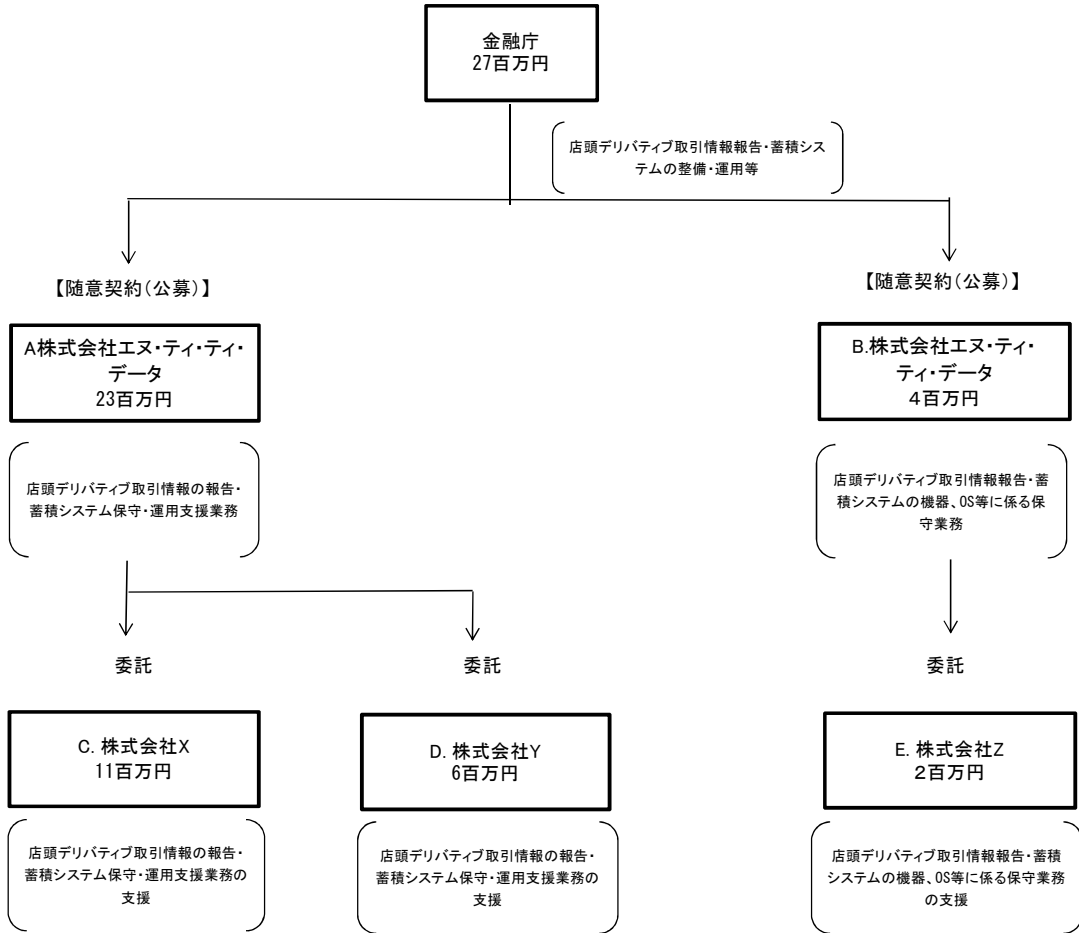 金融庁
27百万円
店頭デリバティブ取引情報報告・蓄積シス
テムの整備・運用等
【随意契約(公募)】
【随意契約(公募)】
A株式会社エヌ・ティ・ティ・
データ
23百万円
B.株式会社エヌ・ティ・
ティ・データ
4百万円
店頭デリバティブ取引情報の報告・
蓄積システム保守・運用支援業務
店頭デリバティブ取引情報報告・蓄
積システムの機器、OS等に係る保
守業務
委託
委託
委託
C. 株式会社X
11百万円
D. 株式会社Y
6百万円
E. 株式会社Z
2百万円
店頭デリバティブ取引情報の報告・
蓄積システム保守・運用支援業務の
支援
店頭デリバティブ取引情報の報告・
蓄積システム保守・運用支援業務の
支援
店頭デリバティブ取引情報報告・蓄積
システムの機器、OS等に係る保守業務
の支援